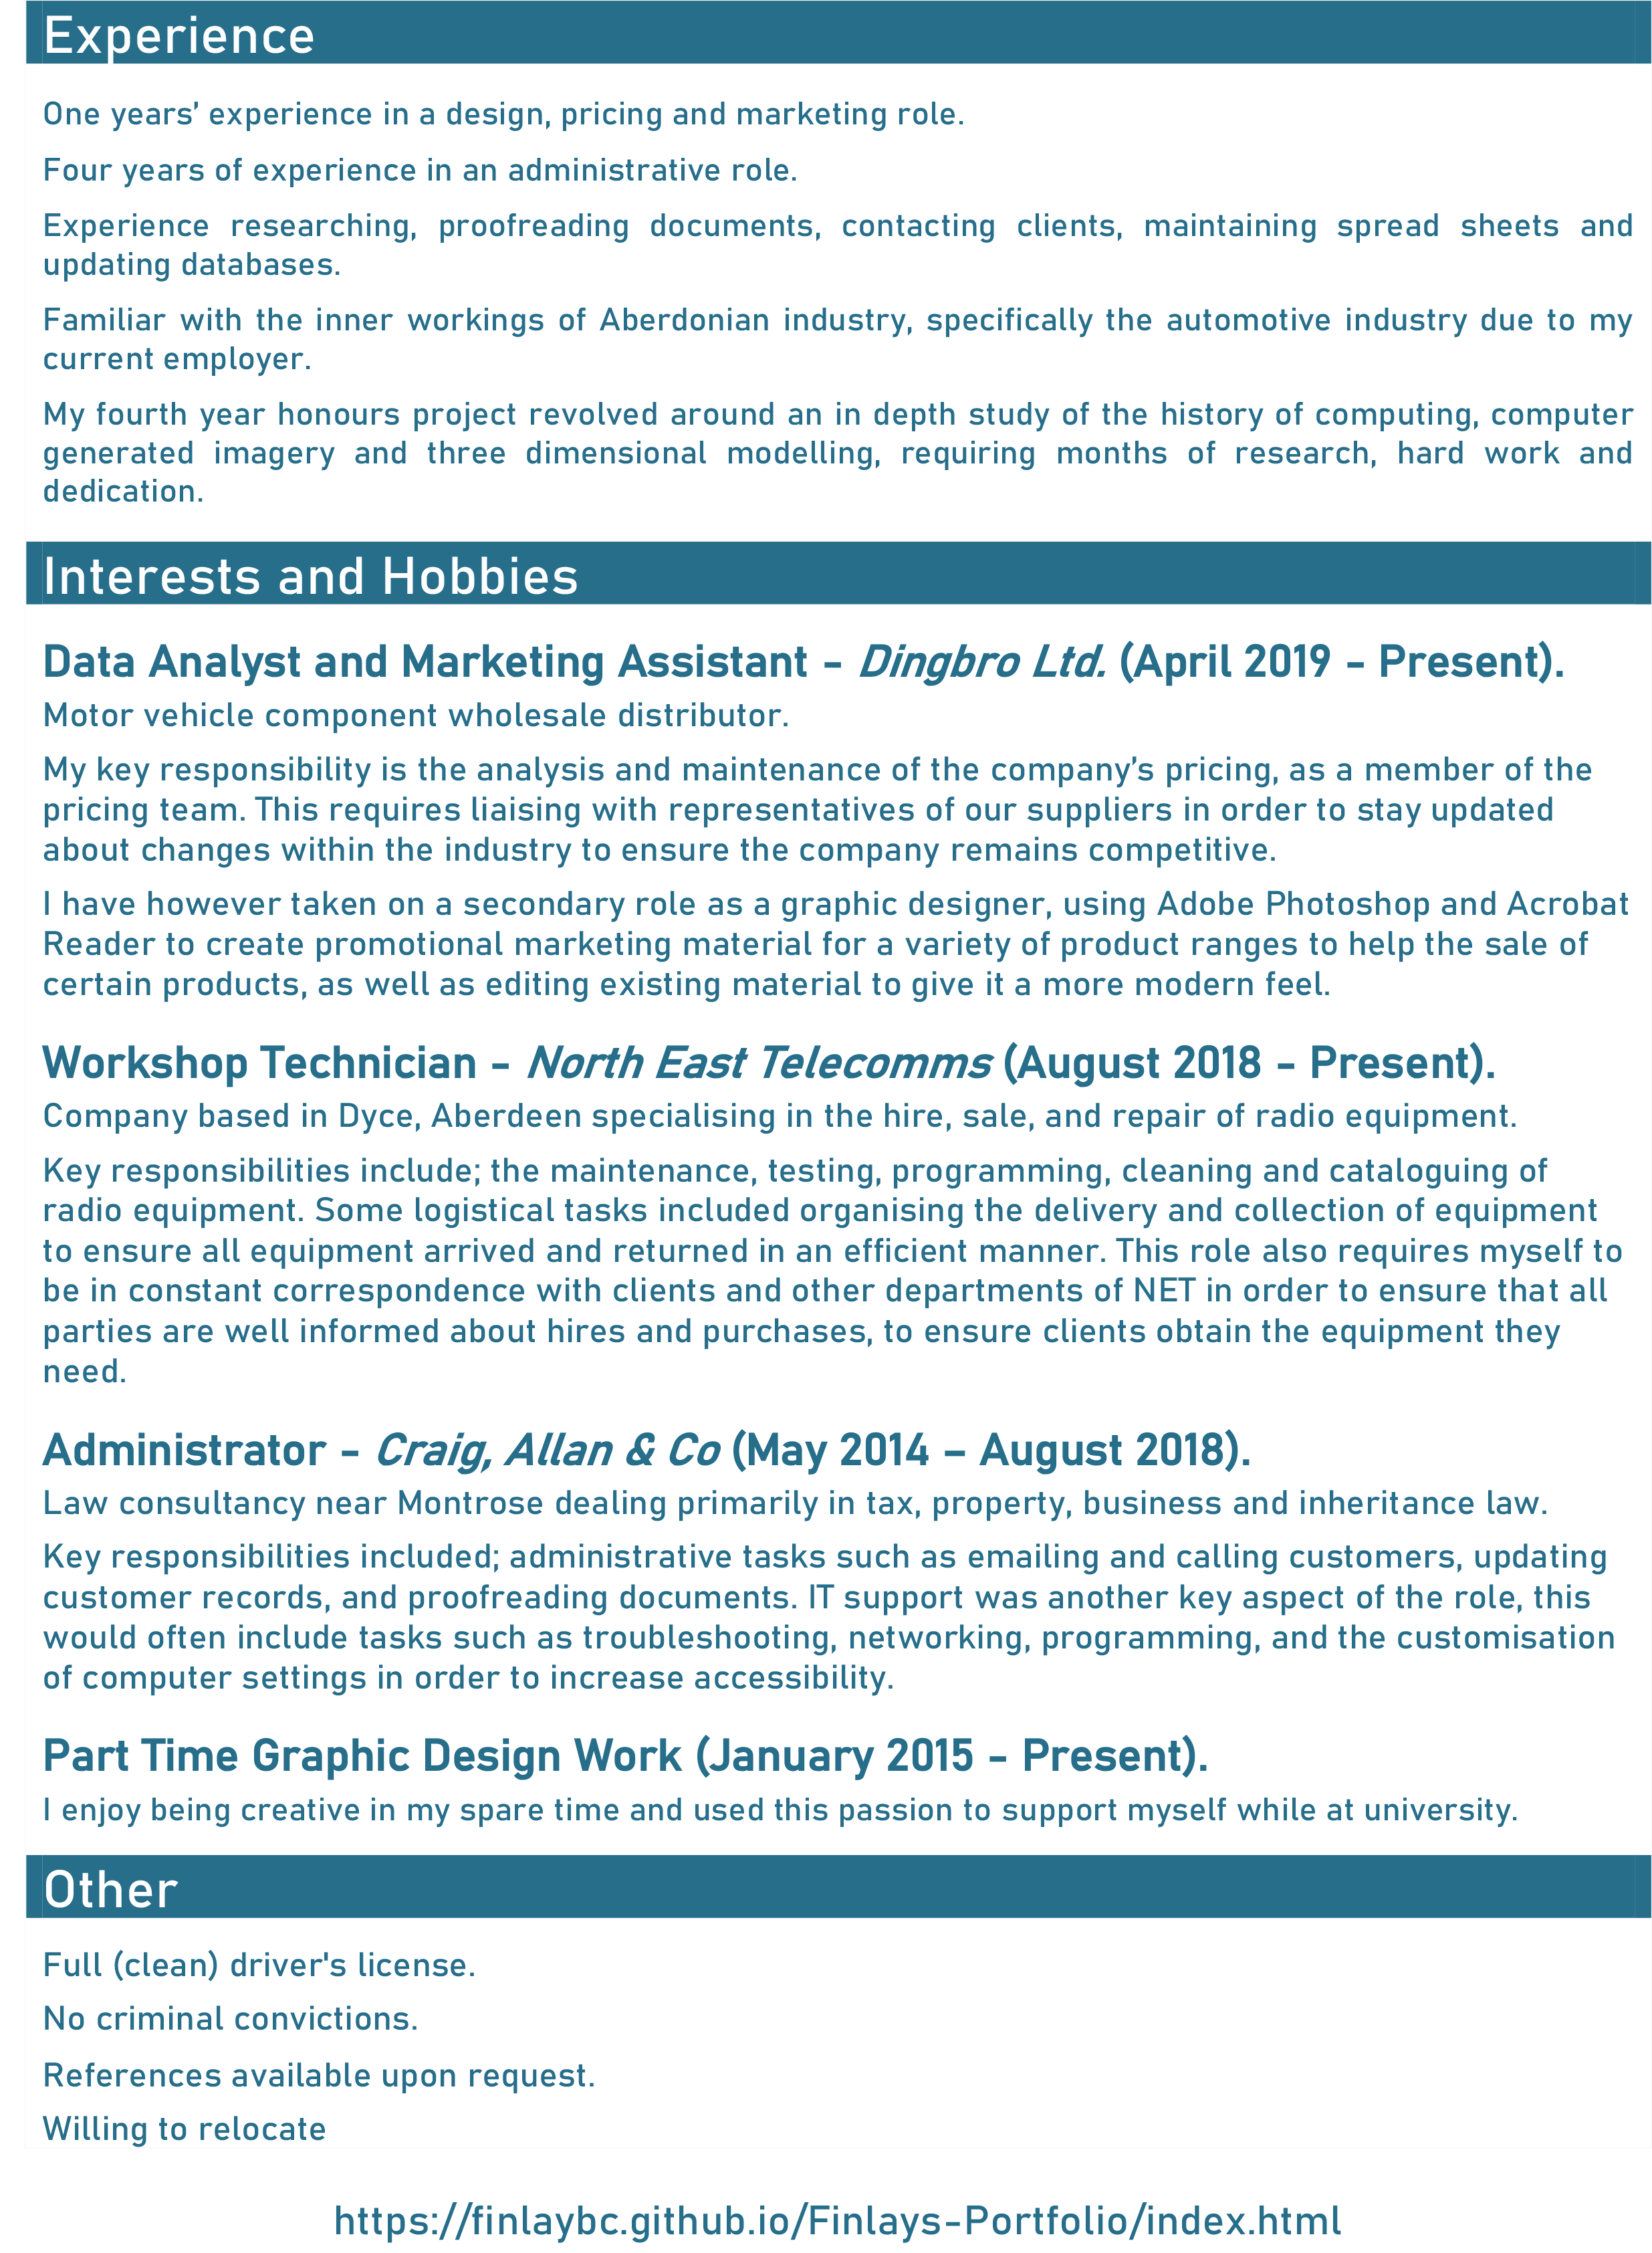 Experience
One years’ experience in a design, pricing and marketing role.
Four years of experience in an administrative role.
Experience researching, proofreading documents, contacting clients, maintaining spread sheets and
updating databases.
Familiar with the inner workings of Aberdonian industry, specifically the automotive industry due to my
current employer.
My fourth year honours project revolved around an in depth study of the history of computing, computer
generated imagery and three dimensional modelling, requiring months of research, hard work and
dedication.
Interests and Hobbies
Data Analyst and Marketing Assistant - Dingbro Ltd. (April 2019 - Present).
Motor vehicle component wholesale distributor.
My key responsibility is the analysis and maintenance of the company’s pricing, as a member of the
pricing team. This requires liaising with representatives of our suppliers in order to stay updated
about changes within the industry to ensure the company remains competitive.
I have however taken on a secondary role as a graphic designer, using Adobe Photoshop and Acrobat
Reader to create promotional marketing material for a variety of product ranges to help the sale of
certain products, as well as editing existing material to give it a more modern feel.
Workshop Technician - North East Telecomms (August 2018 - Present).
Company based in Dyce, Aberdeen specialising in the hire, sale, and repair of radio equipment.
Key responsibilities include; the maintenance, testing, programming, cleaning and cataloguing of
radio equipment. Some logistical tasks included organising the delivery and collection of equipment
to ensure all equipment arrived and returned in an efficient manner. This role also requires myself to
be in constant correspondence with clients and other departments of NET in order to ensure that all
parties are well informed about hires and purchases, to ensure clients obtain the equipment they
need.
Administrator - Craig, Allan & Co (May 2014 – August 2018).
Law consultancy near Montrose dealing primarily in tax, property, business and inheritance law.
Key responsibilities included; administrative tasks such as emailing and calling customers, updating
customer records, and proofreading documents. IT support was another key aspect of the role, this
would often include tasks such as troubleshooting, networking, programming, and the customisation
of computer settings in order to increase accessibility.
Part Time Graphic Design Work (January 2015 - Present).
I enjoy being creative in my spare time and used this passion to support myself while at university.
Other
Full (clean) driver's license.
No criminal convictions.
References available upon request.
Willing to relocate
https://finlaybc.github.io/Finlays-Portfolio/index.html